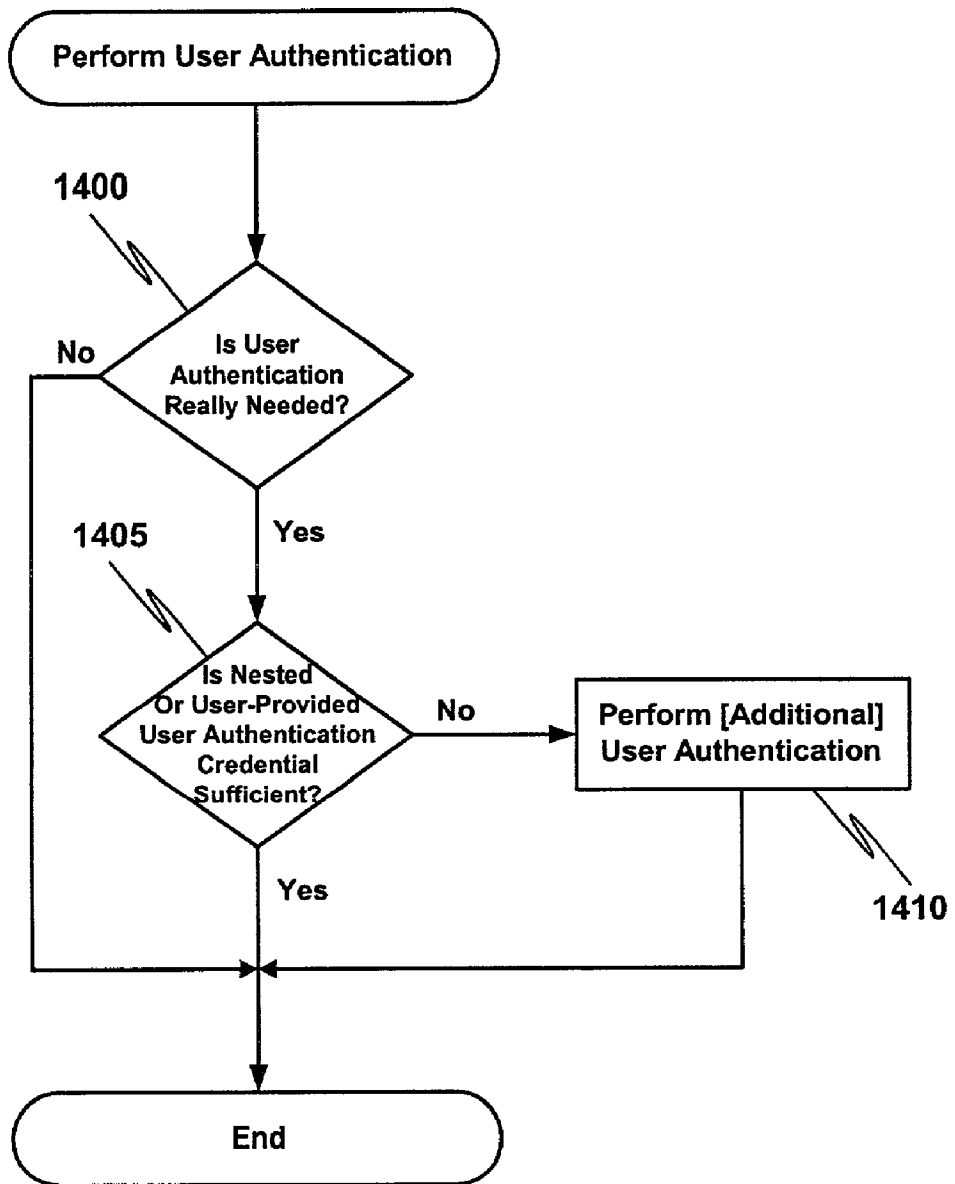 Perform User Authentication
1400
Is User
Authentication
Really Needed?
No
Yes
1405
Is Nested
Or User-Provided
User Authentication
Credential
Sufficient?
No
Perform [Additional]
User Authentication
1410
Yes
End